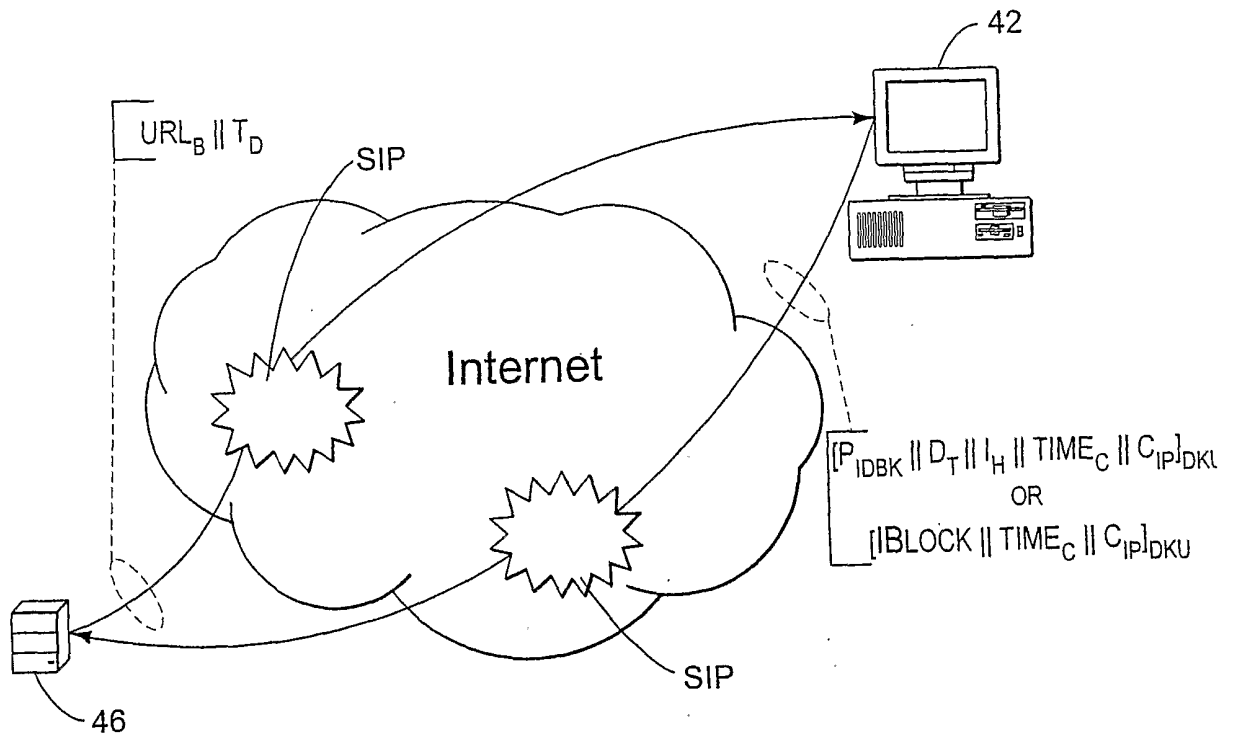 42
URL_B || T_D
SIP
Internet
[P_IDBK || D_T || I_H || TIME_C || C_IP]_DKU
OR
[IBLOCK || TIME_C || C_IP]_DKU
SIP
46